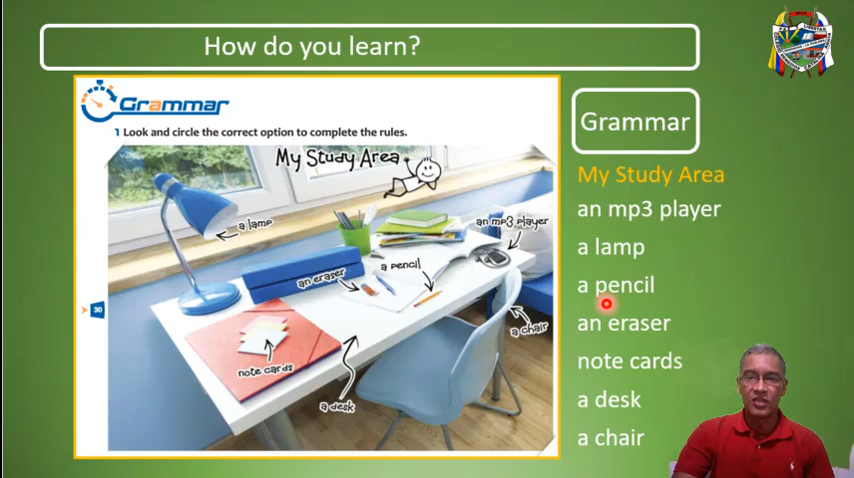 How do you learn?
Grammar
1 Look and circle the correct option to complete the rules.
My Study Area
a lamp
an mp3 player
a pencil
an eraser
a chair
note cards
a desk
30
Grammar
My Study Area
an mp3 player
a lamp
a pencil
an eraser
note cards
a desk
a chair